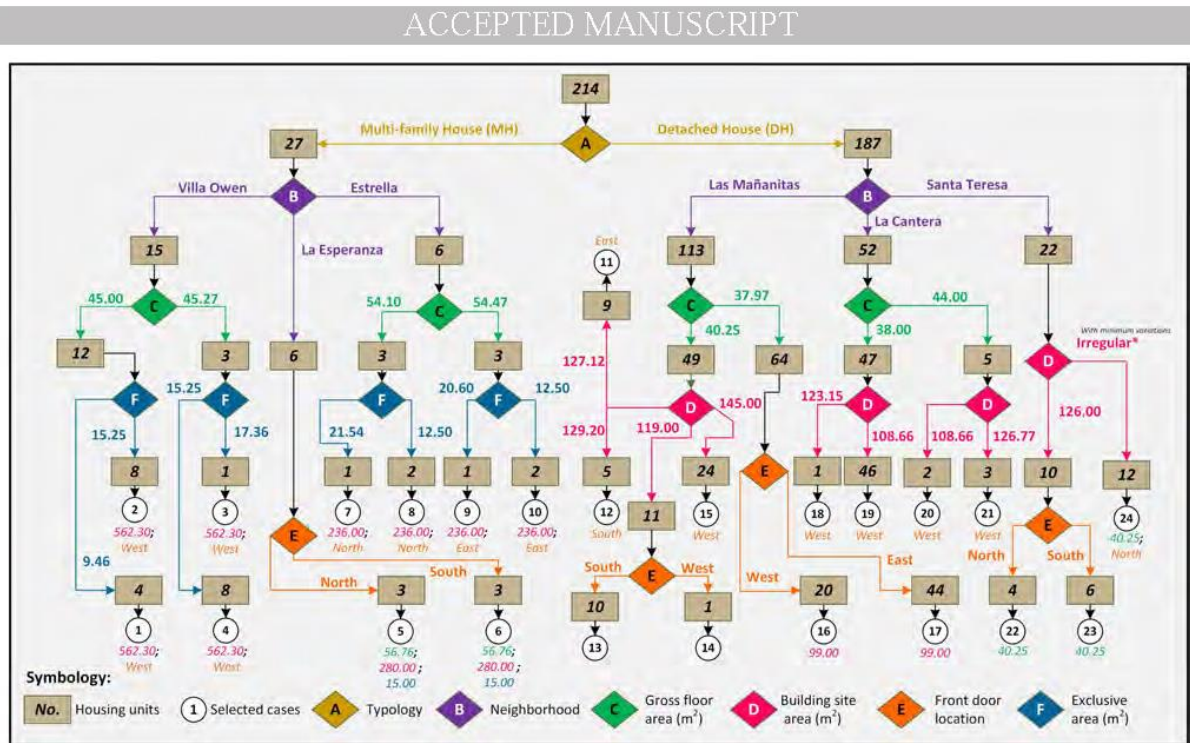 ACCEPTED MANUSCRIPT
214
Multi-family House (MH)
A
Detached House (DH)
27
187
Villa Owen
B
Estrella
Las Mañanitas
B
Santa Teresa
La Esperanza
La Cantera
15
6
East
11
113
52
22
45.00
C
45.27
54.10
C
54.47
9
C
37.97
40.25
C
44.00
38.00
With minimum variations
Irregular*
12
3
6
3
3
127.12
49
64
47
5
D
F
15.25
F
F
20.60
F
12.50
D
145.00
123.15
D
D
126.00
15.25
17.36
21.54
12.50
129.20
119.00
108.66
108.66
126.77
8
1
1
2
1
2
5
24
E
1
46
2
3
10
12
2
3
7
8
9
10
12
15
18
19
20
21
24
562.30;
West
562.30;
West
236.00;
North
236.00;
North
236.00;
East
236.00;
East
South
11
West
West
West
West
West
E
40.25;
North
E
9.46
North
South
South
E
West
West
East
North
South
4
8
3
3
10
1
20
44
4
6
1
4
5
6
13
14
16
17
22
23
562.30;
West
562.30;
West
56.76;
280.00;
15.00
56.76;
280.00;
15.00
99.00
99.00
40.25
40.25
Symbology:
No. Housing units
1 Selected cases
A Typology
B Neighborhood
C Gross floor area (m²)
D Building site area (m²)
E Front door location
F Exclusive area (m²)